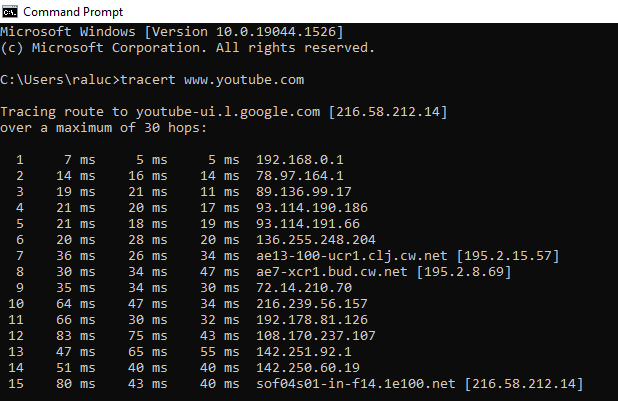 Command Prompt
Microsoft Windows [Version 10.0.19044.1526]
(c) Microsoft Corporation. All rights reserved.
C:\Users\raluc>tracert www.youtube.com
Tracing route to youtube-ui.l.google.com [216.58.212.14]
over a maximum of 30 hops:
1 7 ms 5 ms 5 ms 192.168.0.1
2 14 ms 16 ms 14 ms 78.97.164.1
3 19 ms 21 ms 11 ms 89.136.99.17
4 21 ms 20 ms 17 ms 93.114.190.186
5 21 ms 18 ms 19 ms 93.114.191.66
6 20 ms 28 ms 20 ms 136.255.248.204
7 36 ms 26 ms 34 ms ae13-100-ucr1.clj.cw.net [195.2.15.57]
8 30 ms 34 ms 47 ms ae7-xcr1.bud.cw.net [195.2.8.69]
9 35 ms 34 ms 30 ms 72.14.210.70
10 64 ms 47 ms 34 ms 216.239.56.157
11 66 ms 30 ms 32 ms 192.178.81.126
12 83 ms 75 ms 43 ms 108.170.237.107
13 47 ms 65 ms 55 ms 142.251.92.1
14 51 ms 40 ms 40 ms 142.250.60.19
15 80 ms 43 ms 40 ms sof04s01-in-f14.1e100.net [216.58.212.14]